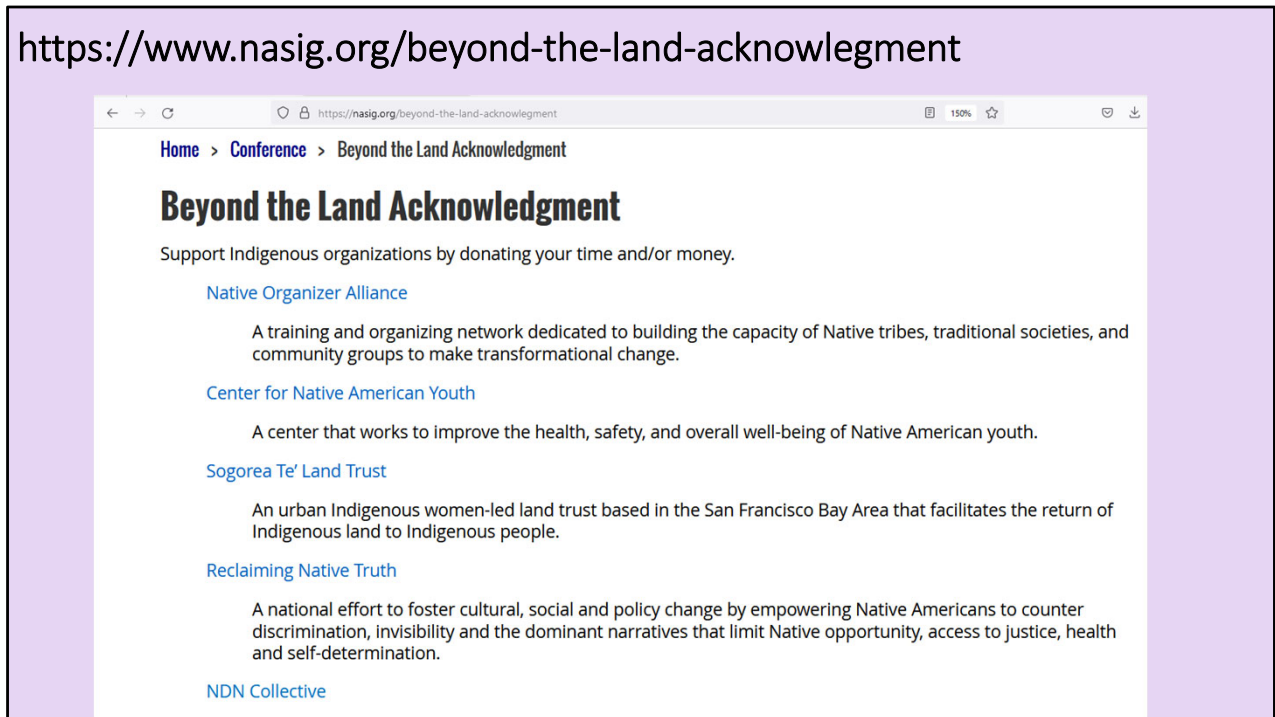 https://www.nasig.org/beyond-the-land-acknowlegment
https://nasig.org/beyond-the-land-acknowlegment
150%
Home > Conference > Beyond the Land Acknowledgment
Beyond the Land Acknowledgment
Support Indigenous organizations by donating your time and/or money.
Native Organizer Alliance
A training and organizing network dedicated to building the capacity of Native tribes, traditional societies, and
community groups to make transformational change.
Center for Native American Youth
A center that works to improve the health, safety, and overall well-being of Native American youth.
Sogorea Te’ Land Trust
An urban Indigenous women-led land trust based in the San Francisco Bay Area that facilitates the return of
Indigenous land to Indigenous people.
Reclaiming Native Truth
A national effort to foster cultural, social and policy change by empowering Native Americans to counter
discrimination, invisibility and the dominant narratives that limit Native opportunity, access to justice, health
and self-determination.
NDN Collective